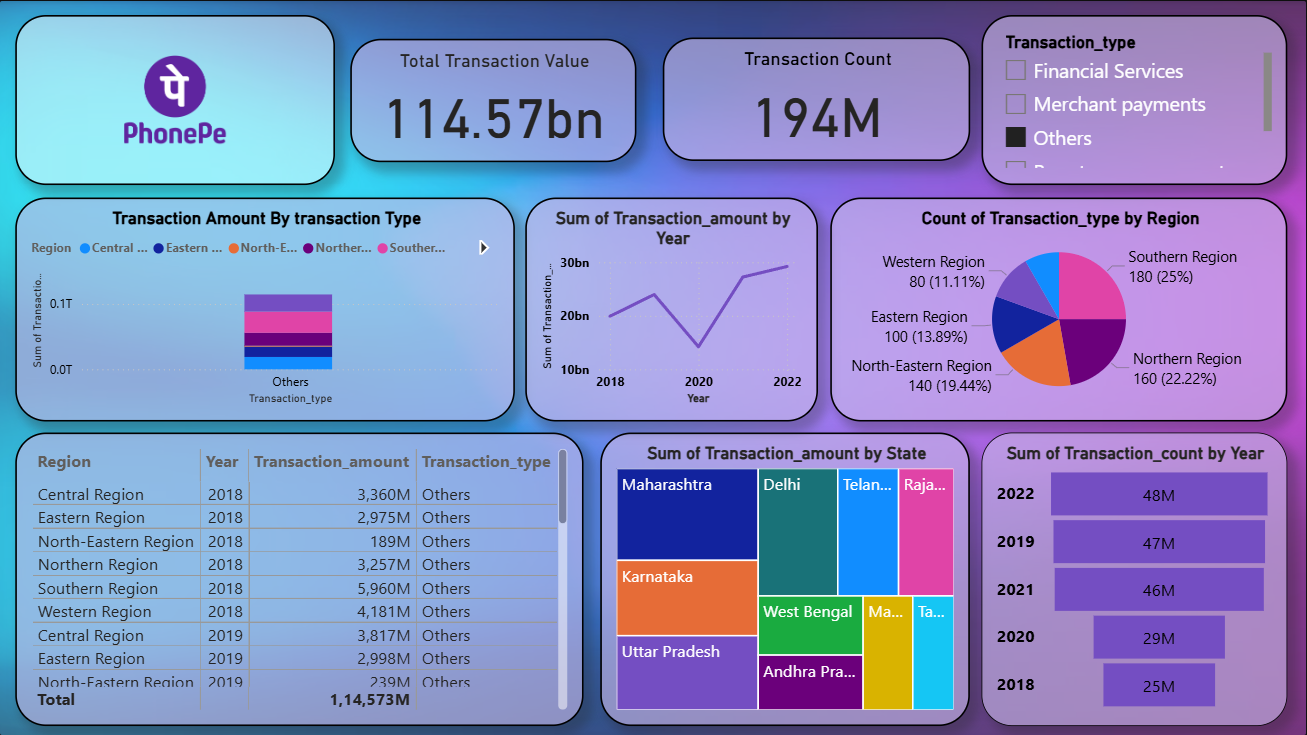 पे
PhonePe
Total Transaction Value
114.57bn
Transaction Count
194M
Transaction_type
Financial Services
Merchant payments
Others
Transaction Amount By transaction Type
Region Central ... Eastern ... North-E... Norther... Souther...
Sum of Transactio...
0.1T
0.0T
Others
Transaction_type
Sum of Transaction_amount by
Year
Sum of Transaction_...
30bn
20bn
10bn
2018 2020 2022
Year
Count of Transaction_type by Region
Western Region
80 (11.11%)
Eastern Region
100 (13.89%)
North-Eastern Region
140 (19.44%)
Southern Region
180 (25%)
Northern Region
160 (22.22%)
Region Year Transaction_amount Transaction_type
Central Region 2018 3,360M Others
Eastern Region 2018 2,975M Others
North-Eastern Region 2018 189M Others
Northern Region 2018 3,257M Others
Southern Region 2018 5,960M Others
Western Region 2018 4,181M Others
Central Region 2019 3,817M Others
Eastern Region 2019 2,998M Others
North-Eastern Region 2019 239M Others
Total 1,14,573M
Sum of Transaction_amount by State
Maharashtra
Karnataka
Uttar Pradesh
Delhi
Telan...
Raja...
West Bengal
Andhra Pra...
Ma...
Ta...
Sum of Transaction_count by Year
2022 48M
2019 47M
2021 46M
2020 29M
2018 25M